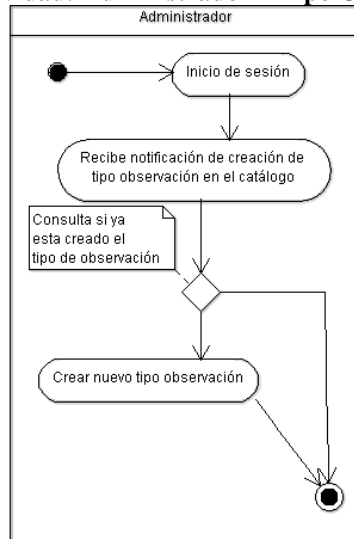 Administrador
Inicio de sesión
Recibe notificación de creación de
tipo observación en el catálogo
Consulta si ya
esta creado el
tipo de observación
Crear nuevo tipo observación